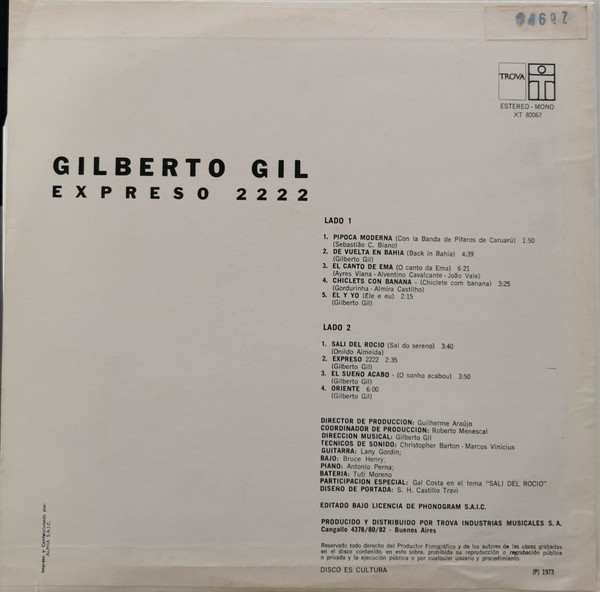 TROVA
ESTEREO - MONO
XT 80067
GILBERTO GIL
EXPRESO 2222
LADO 1
1. PIPOCA MODERNA (Con la Banda de Pífaros de Caruarú) 1:50
(Sebastião C. Biano)
2. DE VUELTA EN BAHIA (Back in Bahia) 4:39
(Gilberto Gil)
3. EL CANTO DE EMA (O canto da Ema) 6:21
(Ayres Viana - Alventino Cavalcante - João Vale)
4. CHICLETS CON BANANA - (Chiclete com banana) 3:25
(Gordurinha - Almira Castilho)
5. EL Y YO (Ele e eu) 2:15
(Gilberto Gil)
LADO 2
1. SALI DEL ROCIO (Sai do sereno) 3:40
(Onildo Almeida)
2. EXPRESO 2222 2:35
(Gilberto Gil)
3. EL SUEÑO ACABO - (O sonho acabou) 3:50
(Gilberto Gil)
4. ORIENTE 6:00
(Gilberto Gil)
DIRECTOR DE PRODUCCION: Guilherme Araújo
COORDINADOR DE PRODUCCION: Roberto Menescal
DIRECCION MUSICAL: Gilberto Gil
TECNICOS DE SONIDO: Christopher Barton - Marcos Vinicius
GUITARRA: Lany Gordin;
BAJO: Bruce Henry;
PIANO: Antonio Perna;
BATERIA: Tuti Moreno
PARTICIPACION ESPECIAL: Gal Costa en el tema "SALI DEL ROCIO"
DISEÑO DE PORTADA: S. H. Castillo Travi
EDITADO BAJO LICENCIA DE PHONOGRAM S.A.I.C.
PRODUCIDO Y DISTRIBUIDO POR TROVA INDUSTRIAS MUSICALES S. A.
Cangallo 4378/80/82 - Buenos Aires
Reservado todo derecho del Productor Fonográfico y de los autores de las obras grabadas
en el disco contenido en este sobre, prohibida su reproducción o regrabación pública
o privada y la ejecución pública o por cualquier usuario y procedimiento.
DISCO ES CULTURA
(P) 1973
Impreso y Confeccionado por:
S.A.I.C.